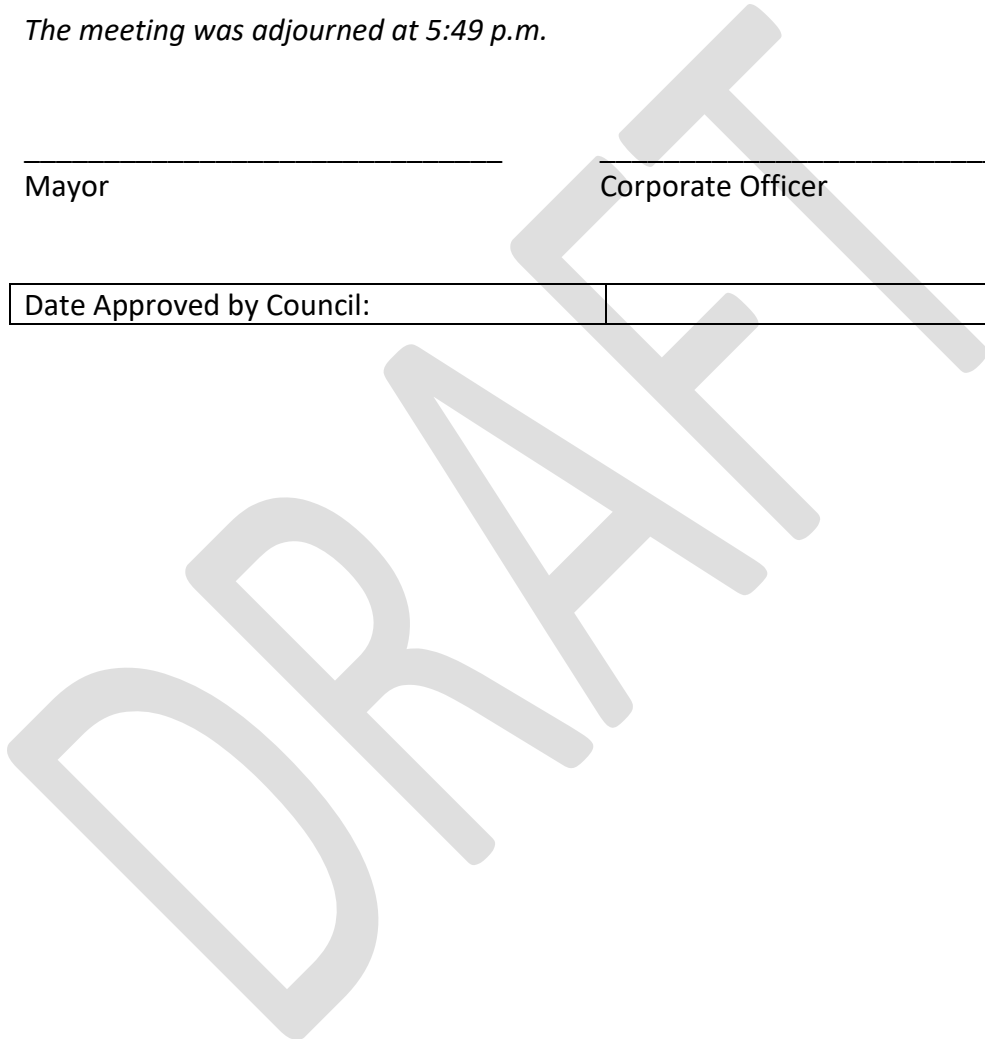 The meeting was adjourned at 5:49 p.m.
Mayor Corporate Officer
Date Approved by Council:
DRAFT